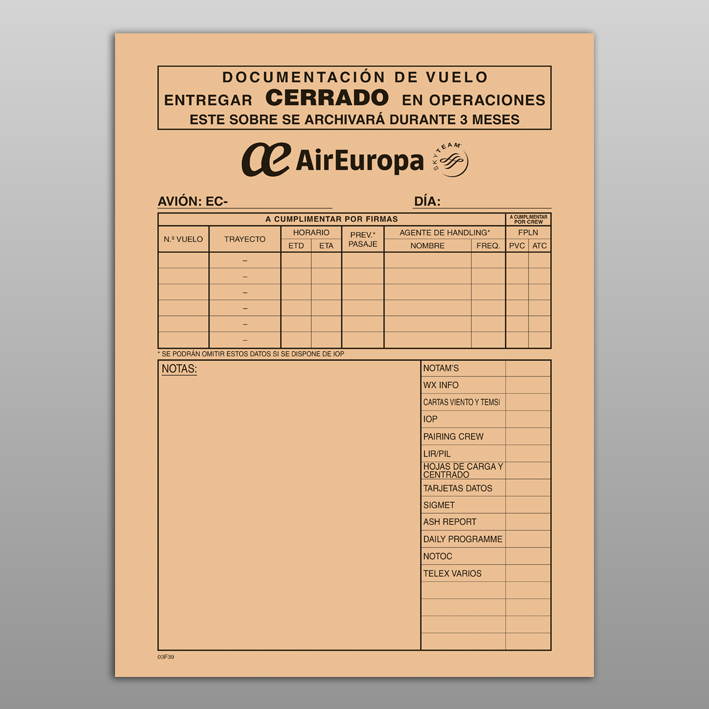 DOCUMENTACIÓN DE VUELO
ENTREGAR CERRADO EN OPERACIONES
ESTE SOBRE SE ARCHIVARÁ DURANTE 3 MESES
AirEuropa SKYTEAM
AVIÓN: EC- DÍA:
A CUMPLIMENTAR POR FIRMAS A CUMPLIMENTAR POR CREW
N.º VUELO TRAYECTO HORARIO PREV.* PASAJE AGENTE DE HANDLING* FPLN
ETD ETA NOMBRE FREQ. PVC ATC
–
–
–
–
–
–
* SE PODRÁN OMITIR ESTOS DATOS SI SE DISPONE DE IOP
NOTAS:
NOTAM'S
WX INFO
CARTAS VIENTO Y TEMSI
IOP
PAIRING CREW
LIR/PIL
HOJAS DE CARGA Y
CENTRADO
TARJETAS DATOS
SIGMET
ASH REPORT
DAILY PROGRAMME
NOTOC
TELEX VARIOS
03F39